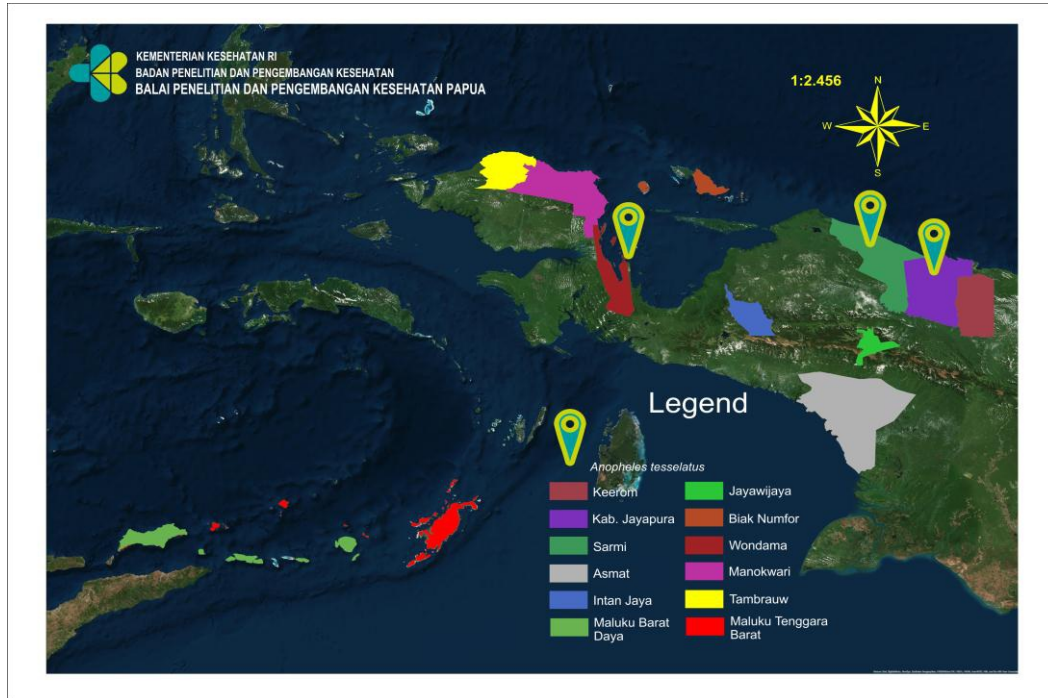 KEMENTERIAN KESEHATAN RI
BADAN PENELITIAN DAN PENGEMBANGAN KESEHATAN
BALAI PENELITIAN DAN PENGEMBANGAN KESEHATAN PAPUA
1:2.456
N
W
E
S
Legend
Anopheles tesselatus
Keerom
Jayawijaya
Kab. Jayapura
Biak Numfor
Sarmi
Wondama
Asmat
Manokwari
Intan Jaya
Tambrauw
Maluku Barat
Daya
Maluku Tenggara
Barat